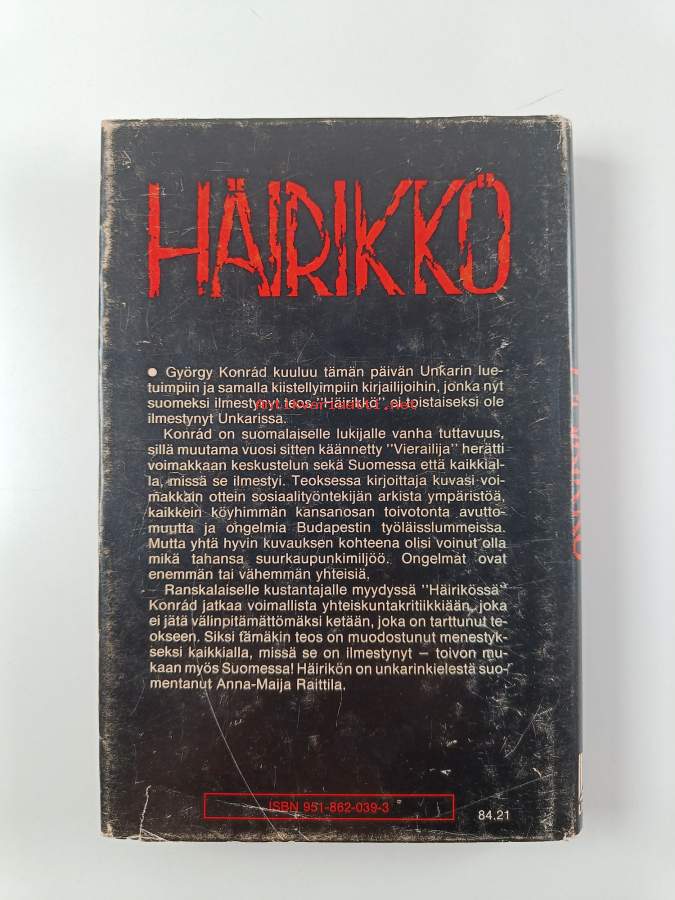 HÄIRIKKÖ
● György Konrád kuuluu tämän päivän Unkarin lue-
tuimpiin ja samalla kiistellyimpiin kirjailijoihin, jonka nyt
suomeksi ilmestynyt teos "Häirikkö" ei toistaiseksi ole
ilmestynyt Unkarissa.
Konrád on suomalaiselle lukijalle vanha tuttavuus,
sillä muutama vuosi sitten käännetty "Vierailija" herätti
voimakkaan keskustelun sekä Suomessa että kaikkial-
la, missä se ilmestyi. Teoksessa kirjoittaja kuvasi voi-
makkain ottein sosiaalityöntekijän arkista ympäristöä,
kaikkein köyhimmän kansanosan toivotonta avutto-
muutta ja ongelmia Budapestin työläisslummeissa.
Mutta yhtä hyvin kuvauksen kohteena olisi voinut olla
mikä tahansa suurkaupunkimiljöö. Ongelmat ovat
enemmän tai vähemmän yhteisiä.
Ranskalaiselle kustantajalle myydyssä "Häirikössä"
Konrád jatkaa voimallista yhteiskuntakritiikkiään, joka
ei jätä välinpitämättömäksi ketään, joka on tarttunut te-
okseen. Siksi tämäkin teos on muodostunut menestyk-
seksi kaikkialla, missä se on ilmestynyt – toivon mu-
kaan myös Suomessa! Häirikön on unkarinkielestä suo-
mentanut Anna-Maija Raittila.
ISBN 951-862-039-3
84.21